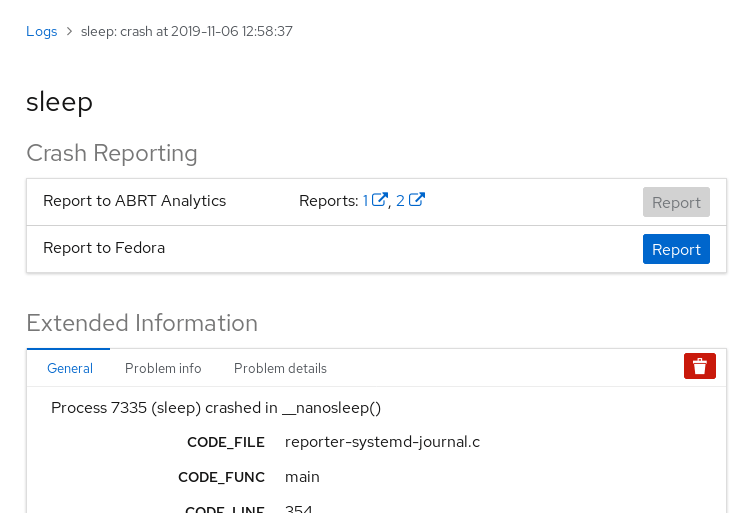 Logs > sleep: crash at 2019-11-06 12:58:37
sleep
Crash Reporting
Report to ABRT Analytics Reports: 1, 2 Report
Report to Fedora Report
Extended Information
General Problem info Problem details
Process 7335 (sleep) crashed in __nanosleep()
CODE_FILE reporter-systemd-journal.c
CODE_FUNC main
CODE_LINE 354